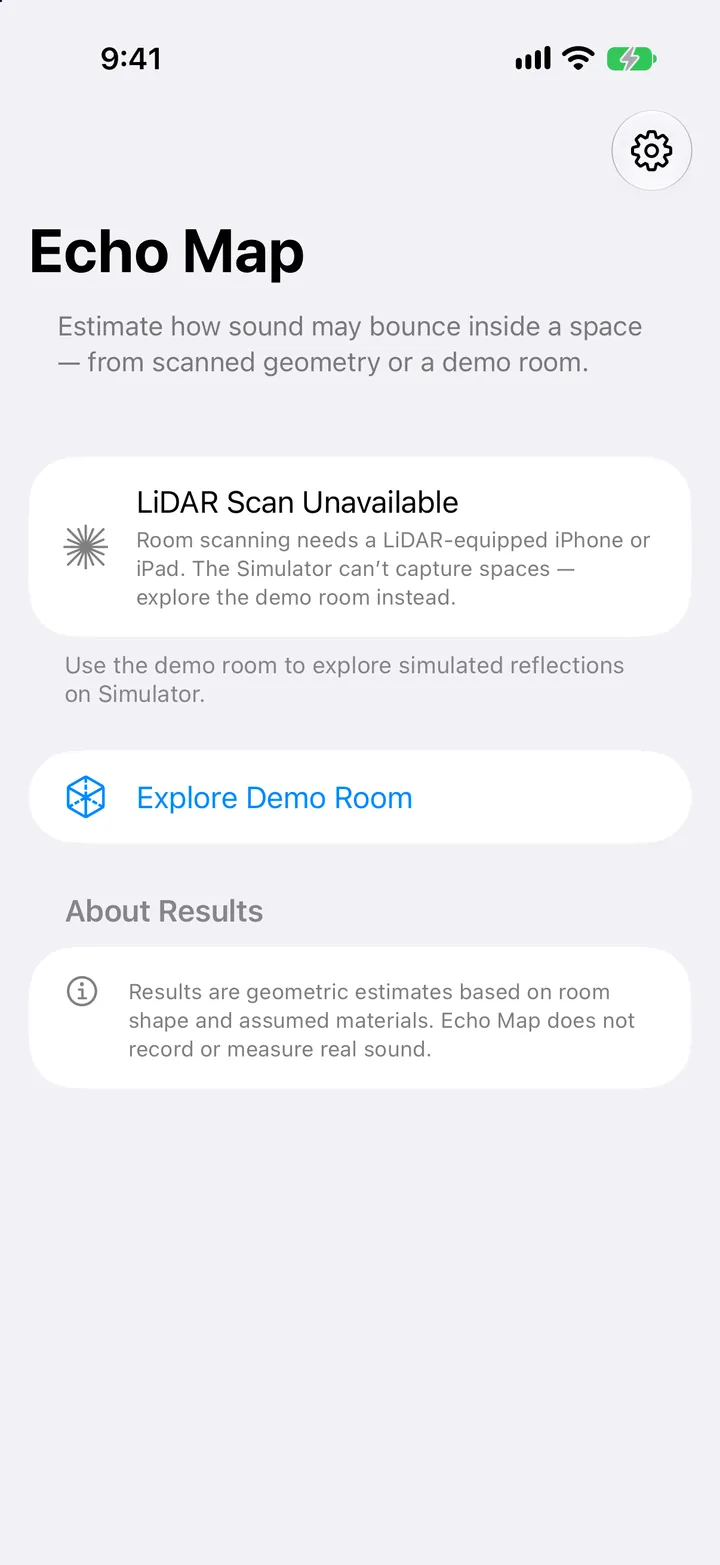 9:41
Echo Map
Estimate how sound may bounce inside a space
— from scanned geometry or a demo room.
LiDAR Scan Unavailable
Room scanning needs a LiDAR-equipped iPhone or
iPad. The Simulator can’t capture spaces —
explore the demo room instead.
Use the demo room to explore simulated reflections
on Simulator.
Explore Demo Room
About Results
Results are geometric estimates based on room
shape and assumed materials. Echo Map does not
record or measure real sound.